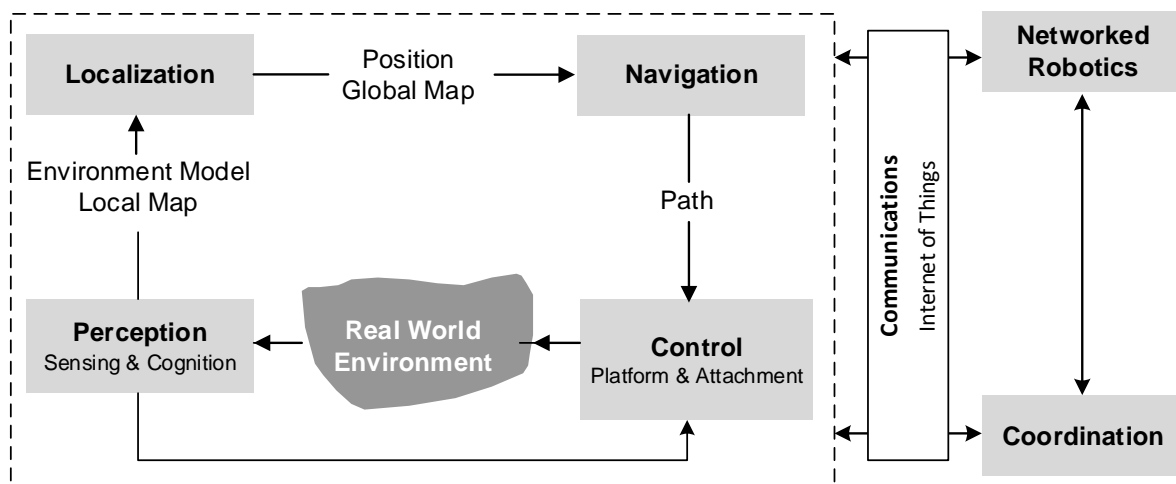 Localization
Position
Global Map
Navigation
Networked
Robotics
Environment Model
Local Map
Path
Communications
Internet of Things
Perception
Sensing & Cognition
Real World
Environment
Control
Platform & Attachment
Coordination